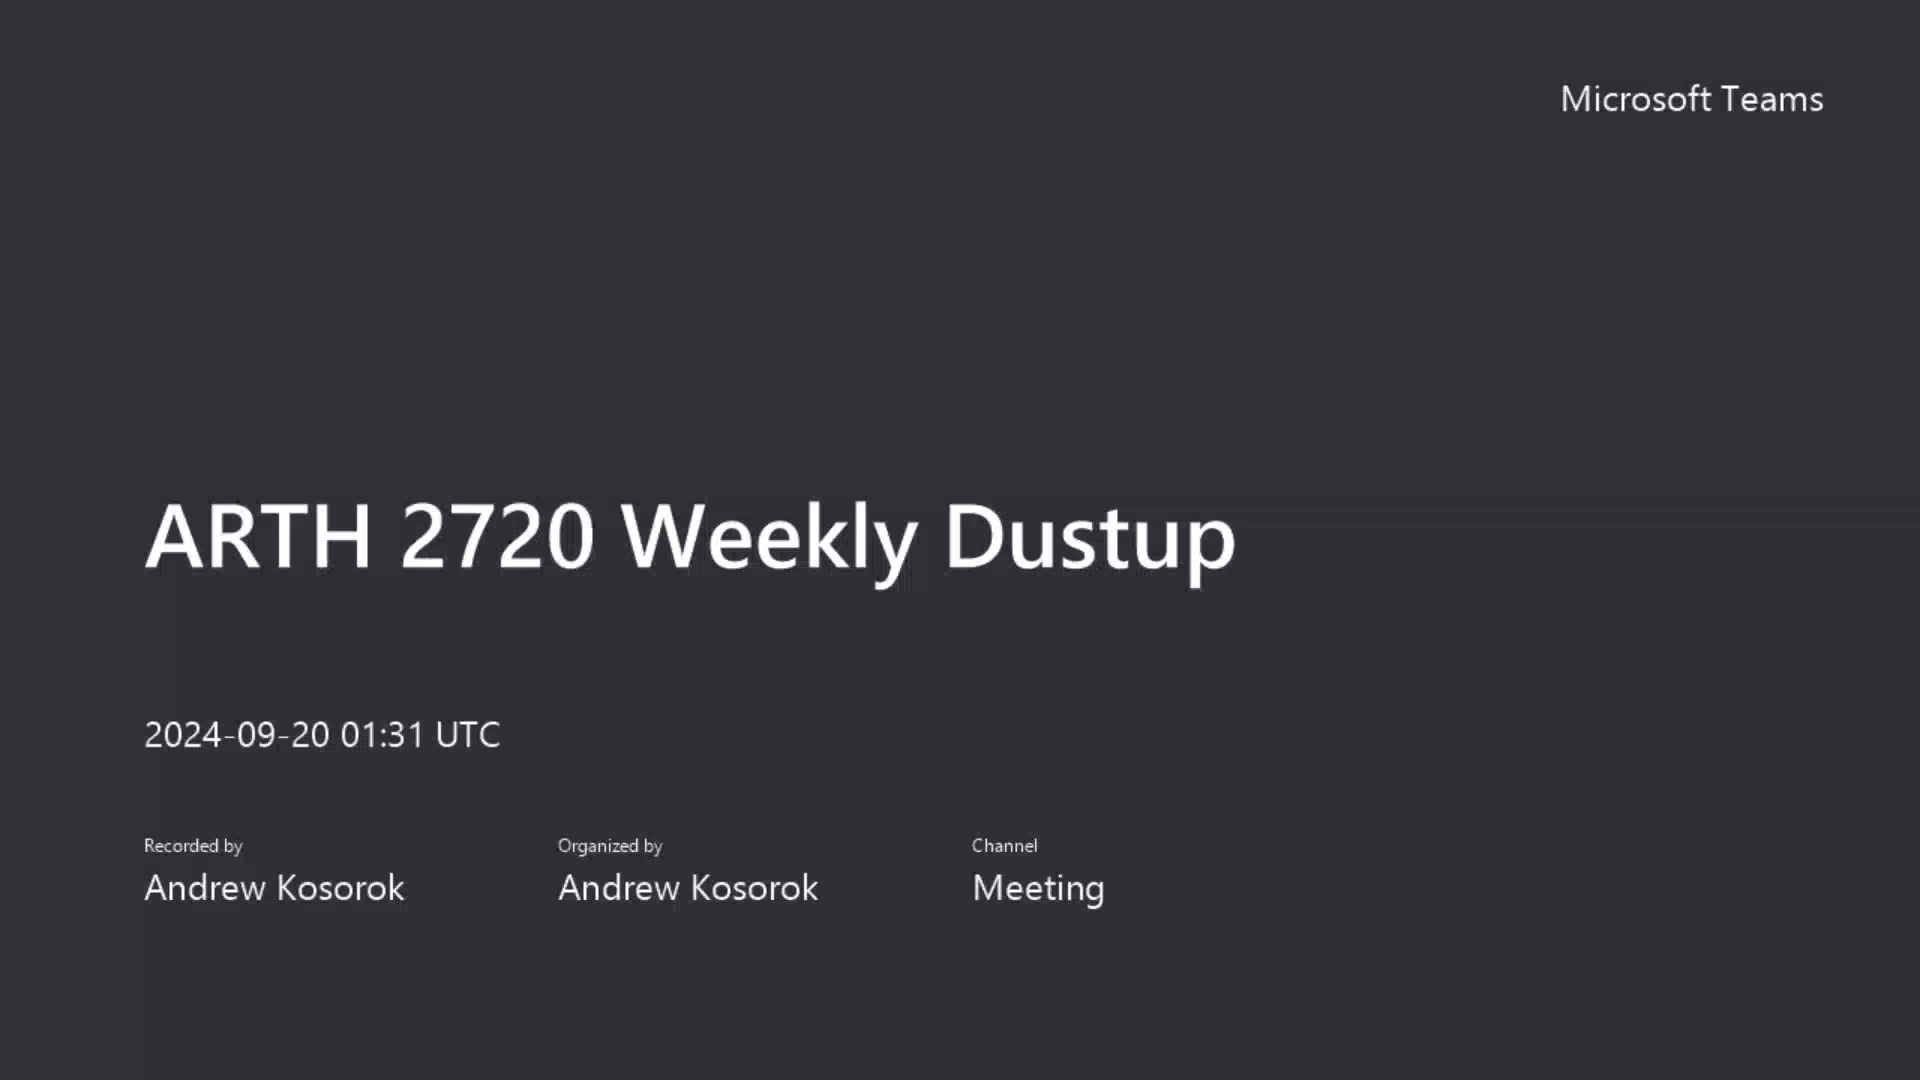 Microsoft Teams
ARTH 2720 Weekly Dustup
2024-09-20 01:31 UTC
Recorded by
Andrew Kosorok
Organized by
Andrew Kosorok
Channel
Meeting